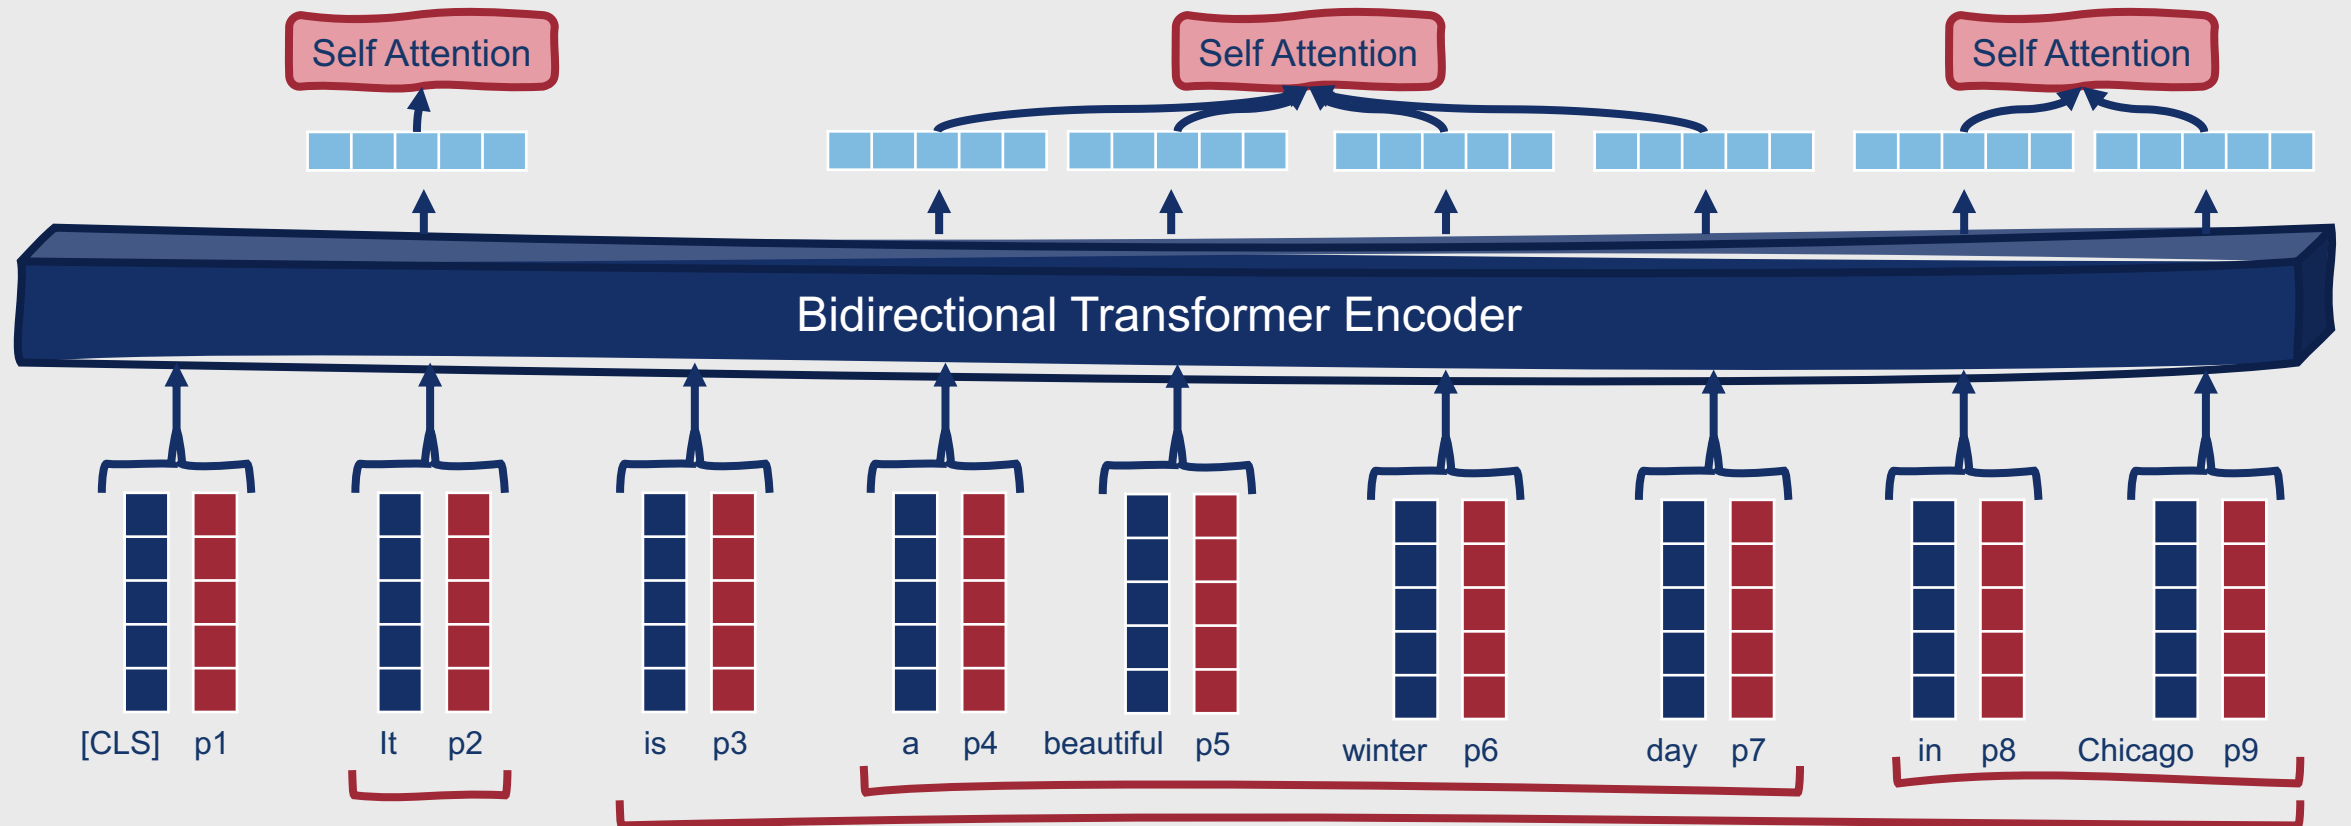 Self Attention Self Attention Self Attention
Bidirectional Transformer Encoder
[CLS] p1 It p2 is p3 a p4 beautiful p5 winter p6 day p7 in p8 Chicago p9